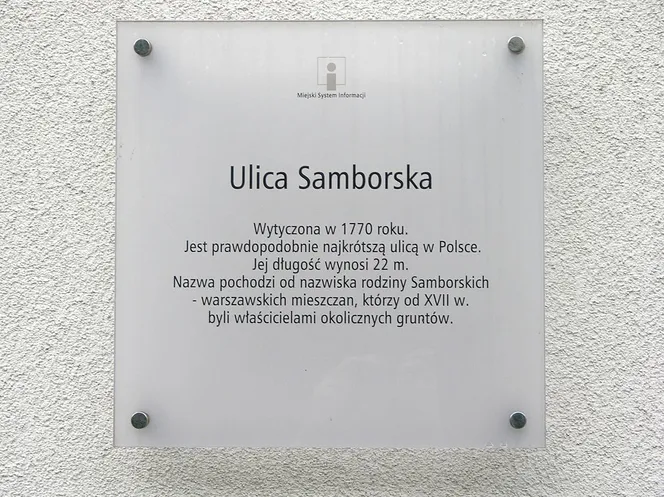 Miejski System Informacji
Ulica Samborska
Wytyczona w 1770 roku.
Jest prawdopodobnie najkrótszą ulicą w Polsce.
Jej długość wynosi 22 m.
Nazwa pochodzi od nazwiska rodziny Samborskich
- warszawskich mieszczan, którzy od XVII w.
byli właścicielami okolicznych gruntów.